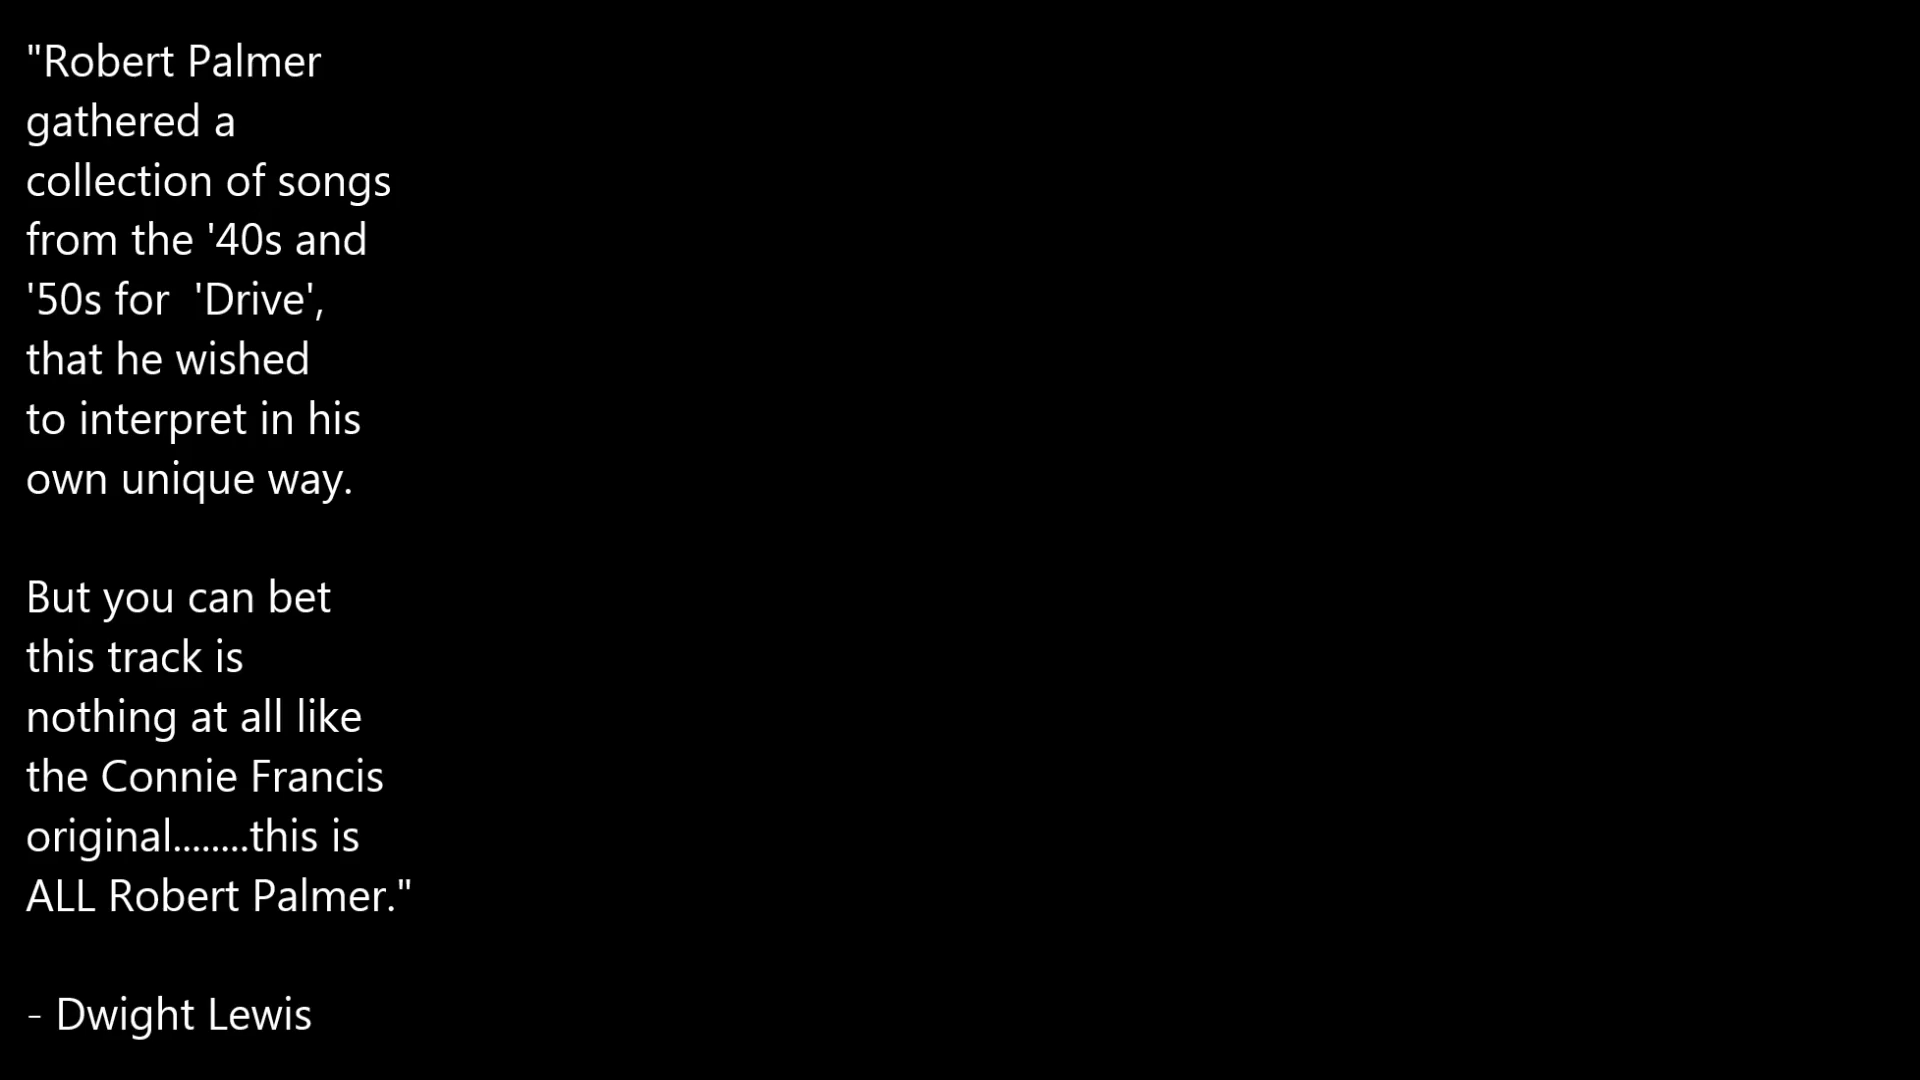 "Robert Palmer
gathered a
collection of songs
from the '40s and
'50s for  'Drive',
that he wished
to interpret in his
own unique way.
But you can bet
this track is
nothing at all like
the Connie Francis
original........this is
ALL Robert Palmer."
- Dwight Lewis